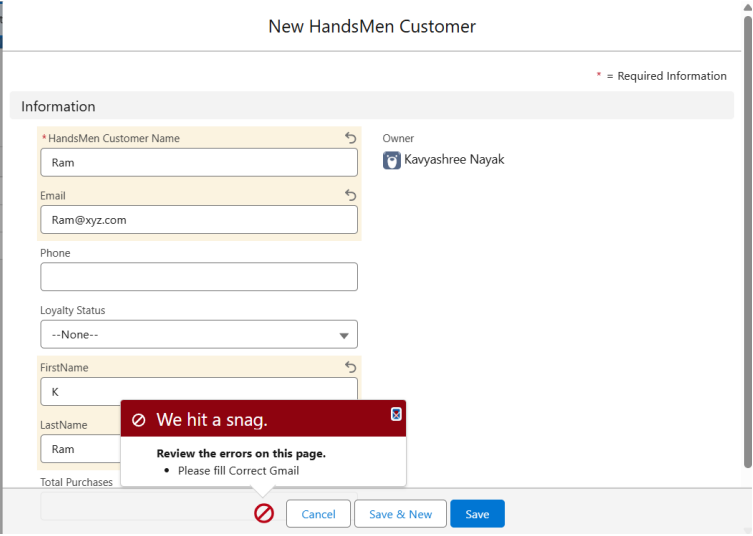 New HandsMen Customer
* = Required Information
Information
*HandsMen Customer Name
Ram
Owner
Kavyashree Nayak
Email
Ram@xyz.com
Phone
Loyalty Status
--None--
FirstName
K
LastName
Ram
We hit a snag.
Review the errors on this page.
• Please fill Correct Gmail
Total Purchases
Cancel
Save & New
Save